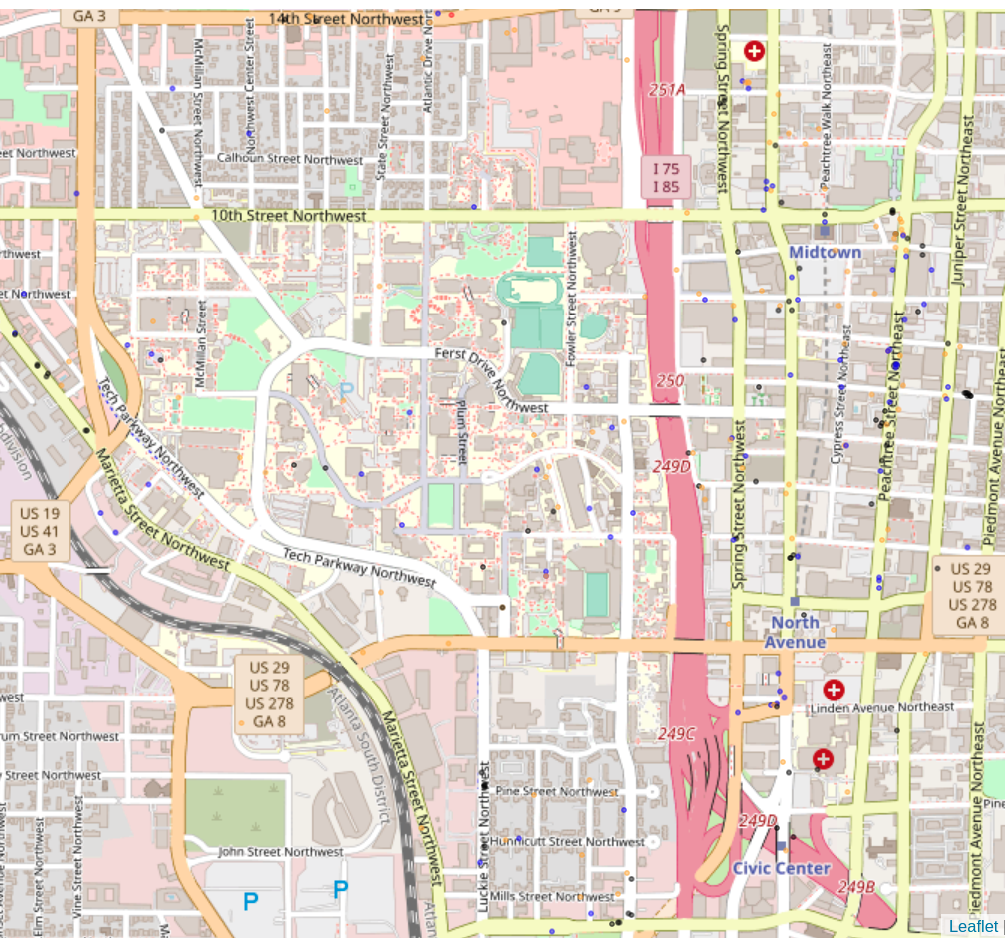 GA 3
14th Street Northwest
McMillan Street Northwest
Northwest Center Street
State Street Northwest
Atlantic Drive Nort
251A
Spring Street Northwest
Peachtree Walk Northeast
Juniper Street Northeast
eet Northwest
Calhoun Street Northwest
I 75
I 85
10th Street Northwest
rthwest
Midtown
et Northwest
McMillan Street
Fowler Street Northwest
Ferst Drive Northwest
250
Cypress Street Northeast
Peachtree Street Northeast
Piedmont Avenue Northeast
P
Plum Street
Tech Parkway Northwest
Marietta Street Northwest
bdivision
249D
Spring Street Northwest
US 19
US 41
GA 3
Tech Parkway Northwest
US 29
US 78
US 278
GA 8
North
Avenue
US 29
US 78
US 278
GA 8
west
Linden Avenue Northeast
rum Street Northwest
Atlanta South District
Marietta Street Northwest
249C
y Street Northwest
Pine Street Northwest
Luckie Street Northwest
Piedmont Avenue Northeast
Pine
249D
Hunnicutt Street Northwest
John Street Northwest
Civic Center
249B
Elm Street Northwest
Vine Street Northwest
P
P
Mills Street Northwest
Atlan
Leaflet